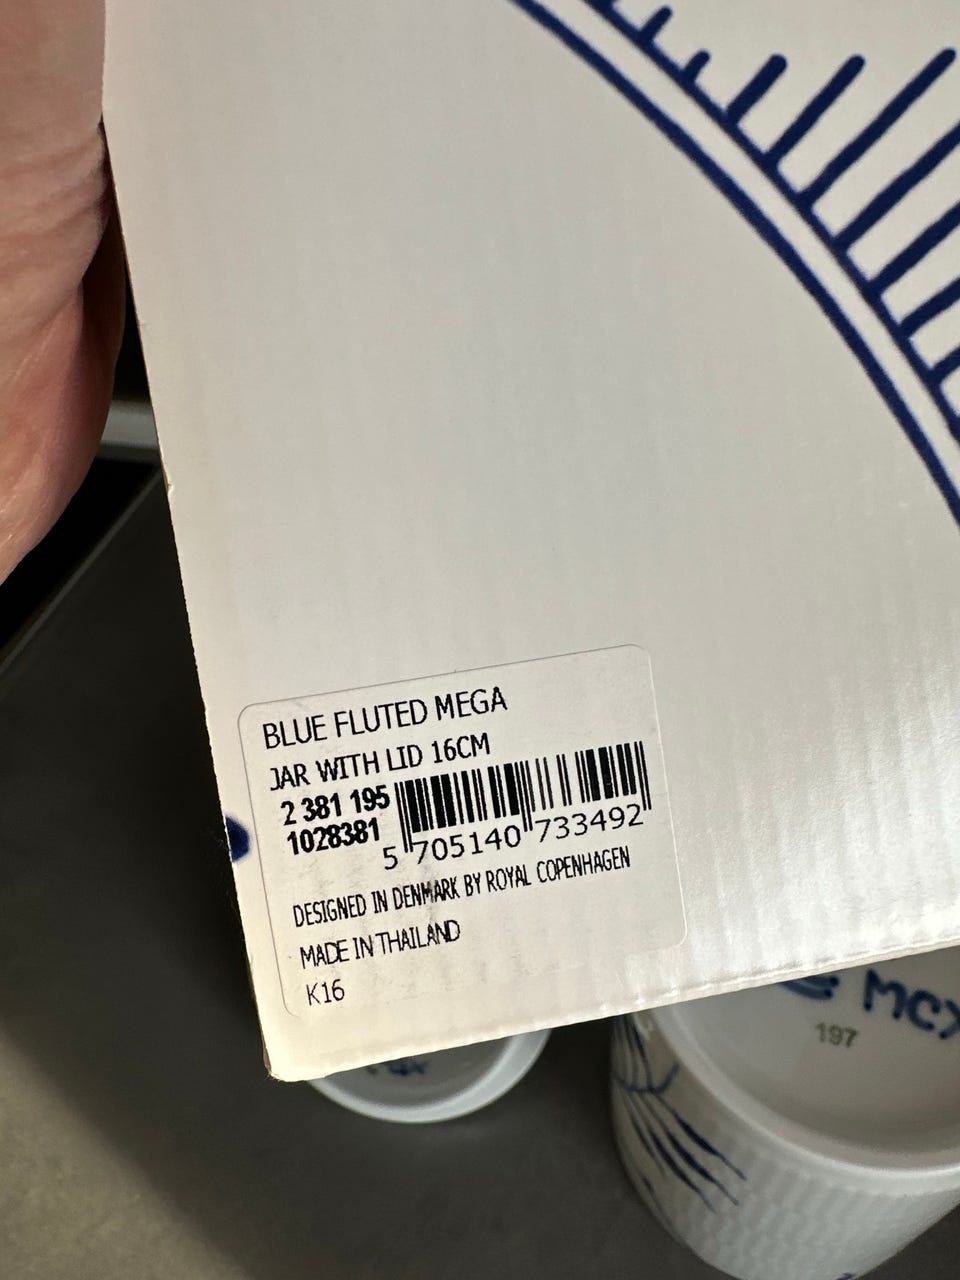 BLUE FLUTED MEGA
JAR WITH LID 16CM
2 381 195
1028381
5 705140 733492
DESIGNED IN DENMARK BY ROYAL COPENHAGEN
MADE IN THAILAND
K16
197